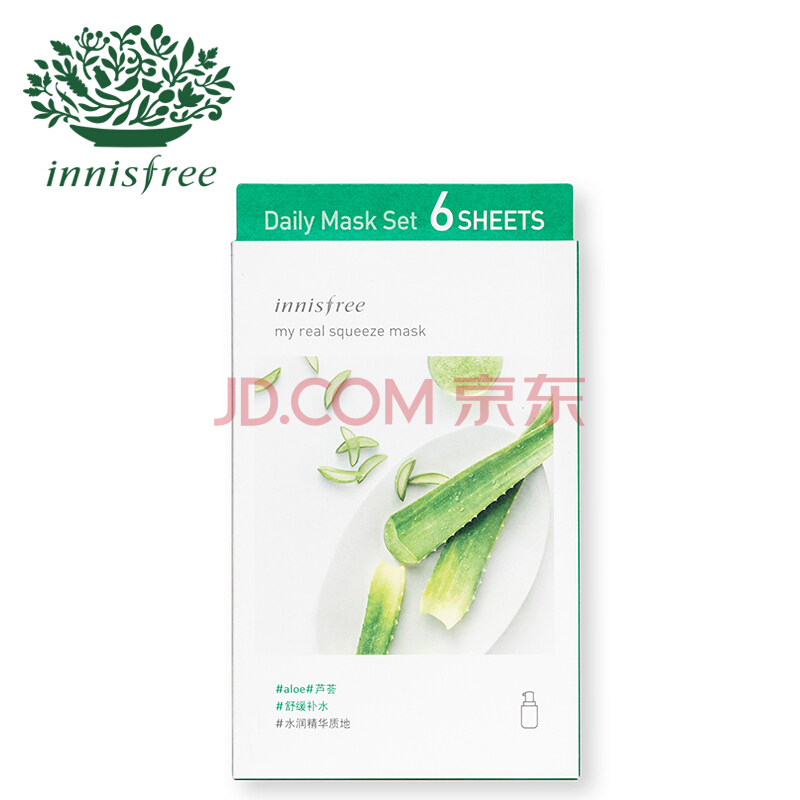 innisfree
Daily Mask Set 6 SHEETS
innisfree
my real squeeze mask
JD.COM 京东
#aloe#芦荟
#舒缓补水
#水润精华质地